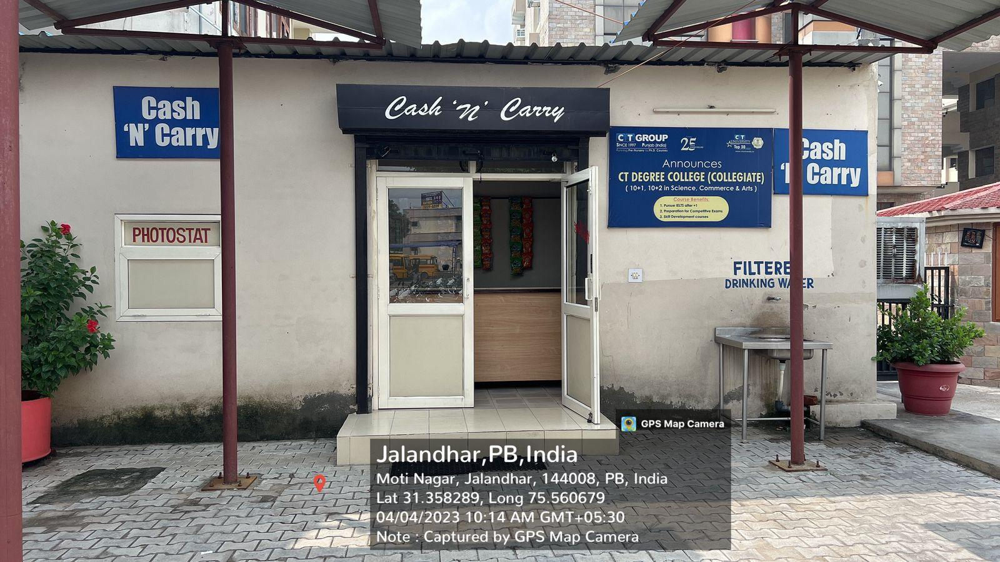 Cash
'N' Carry
Cash 'N' Carry
PHOTOSTAT
CT GROUP
SINCE 1997 Punjab (India)
Running Pre-Nursery to Ph.D. Courses
25
CT
UNIVERSITY
Top 30
Announces
CT DEGREE COLLEGE (COLLEGIATE)
( 10+1, 10+2 in Science, Commerce & Arts )
Course Benefits:
1. Pursue IELTS after +1
2. Preparation for Competitive Exams
3. Skill Development courses
Cash
'N' Carry
FILTERE
DRINKING WATER
GPS Map Camera
Jalandhar,PB,India
Moti Nagar, Jalandhar, 144008, PB, India
Lat 31.358289, Long 75.560679
04/04/2023 10:14 AM GMT+05:30
Note : Captured by GPS Map Camera